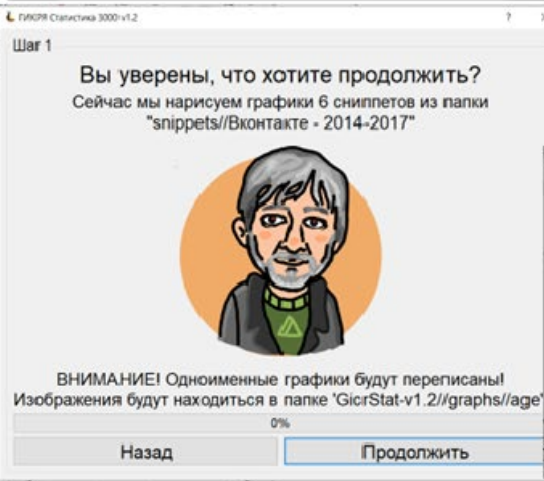 ГИКРЯ Статистика 3000! v1.2
?
Шаг 1
Вы уверены, что хотите продолжить?
Сейчас мы нарисуем графики 6 сниппетов из папки
"snippets//Вконтакте - 2014-2017"
ВНИМАНИЕ! Одноименные графики будут переписаны!
Изображения будут находиться в папке 'GicrStat-v1.2//graphs//age'
0%
Назад
Продолжить